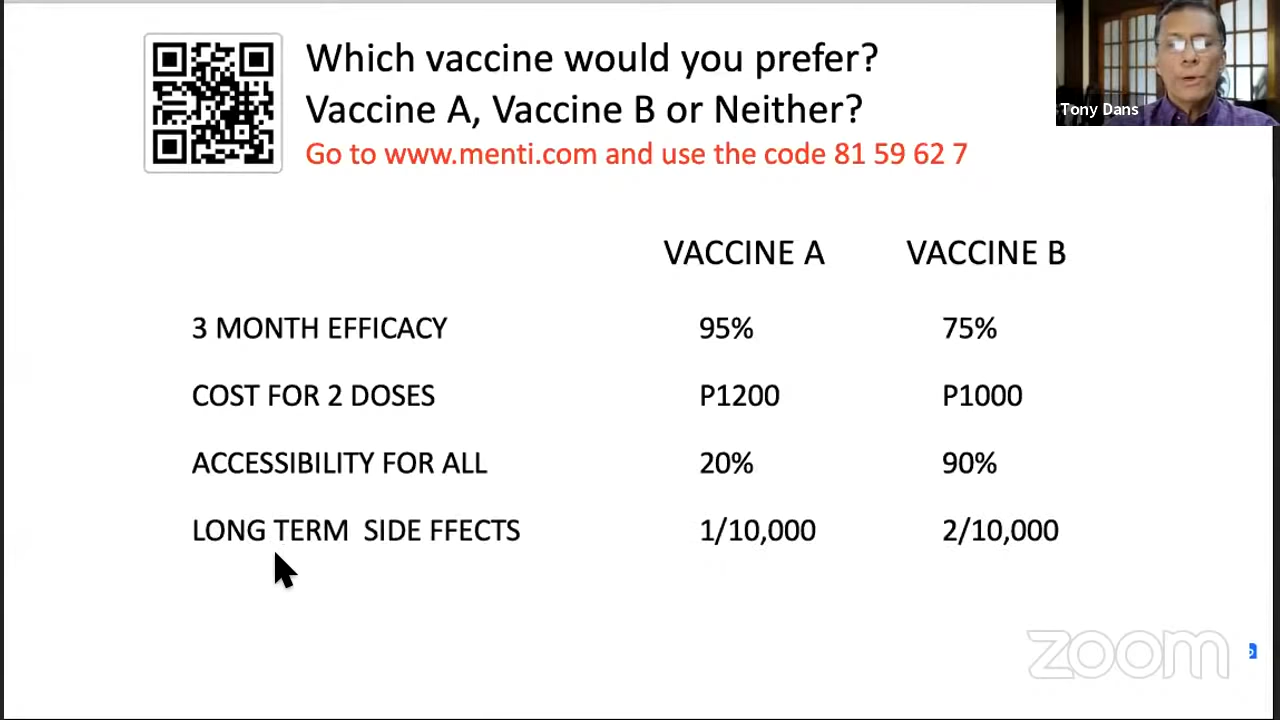 Which vaccine would you prefer?
Vaccine A, Vaccine B or Neither?
Go to www.menti.com and use the code 81 59 62 7
Tony Dans
VACCINE A VACCINE B
3 MONTH EFFICACY 95% 75%
COST FOR 2 DOSES P1200 P1000
ACCESSIBILITY FOR ALL 20% 90%
LONG TERM SIDE FFECTS 1/10,000 2/10,000
zoom